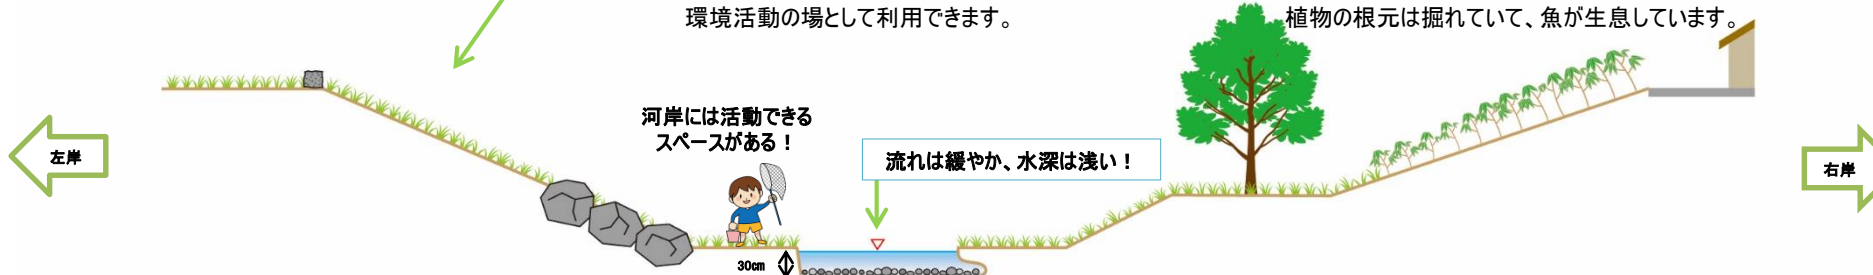 環境活動の場として利用できます。
植物の根元は掘れていて、魚が生息しています。
河岸には活動できる
スペースがある！
流れは緩やか、水深は浅い！
左岸
右岸
30cm